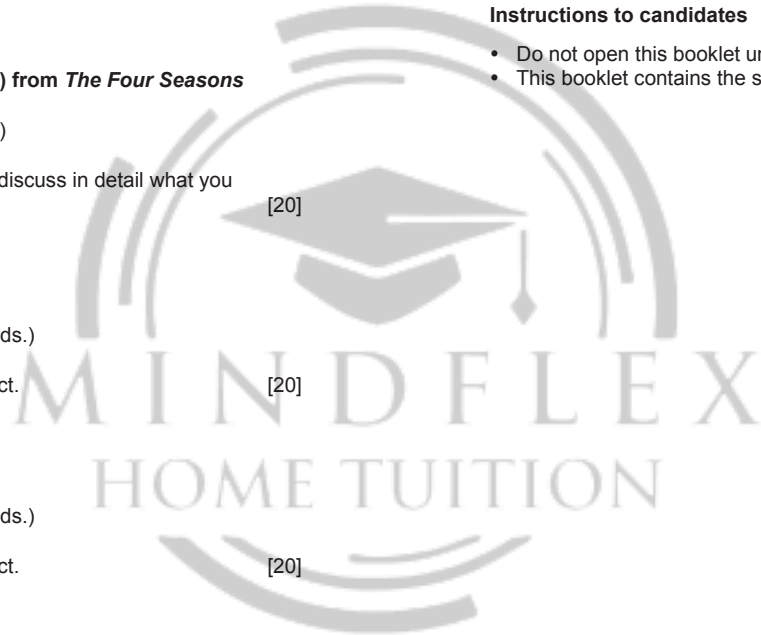 ) from The Four Seasons
)
discuss in detail what you
[20]
ds.)
ct. [20]
ds.)
ct. [20]
Instructions to candidates
• Do not open this booklet
• This booklet contains the
MINDFLEX
HOME TUITION